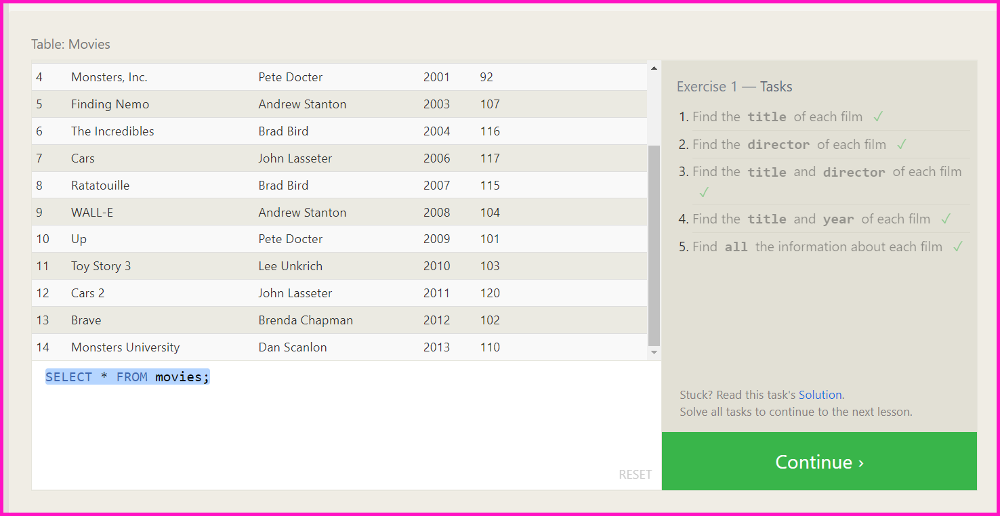 Table: Movies
4 Monsters, Inc. Pete Docter 2001 92
5 Finding Nemo Andrew Stanton 2003 107
6 The Incredibles Brad Bird 2004 116
7 Cars John Lasseter 2006 117
8 Ratatouille Brad Bird 2007 115
9 WALL-E Andrew Stanton 2008 104
10 Up Pete Docter 2009 101
11 Toy Story 3 Lee Unkrich 2010 103
12 Cars 2 John Lasseter 2011 120
13 Brave Brenda Chapman 2012 102
14 Monsters University Dan Scanlon 2013 110
SELECT * FROM movies;
RESET
Exercise 1 — Tasks
1. Find the title of each film ✓
2. Find the director of each film ✓
3. Find the title and director of each film
✓
4. Find the title and year of each film ✓
5. Find all the information about each film ✓
Stuck? Read this task's Solution.
Solve all tasks to continue to the next lesson.
Continue ›